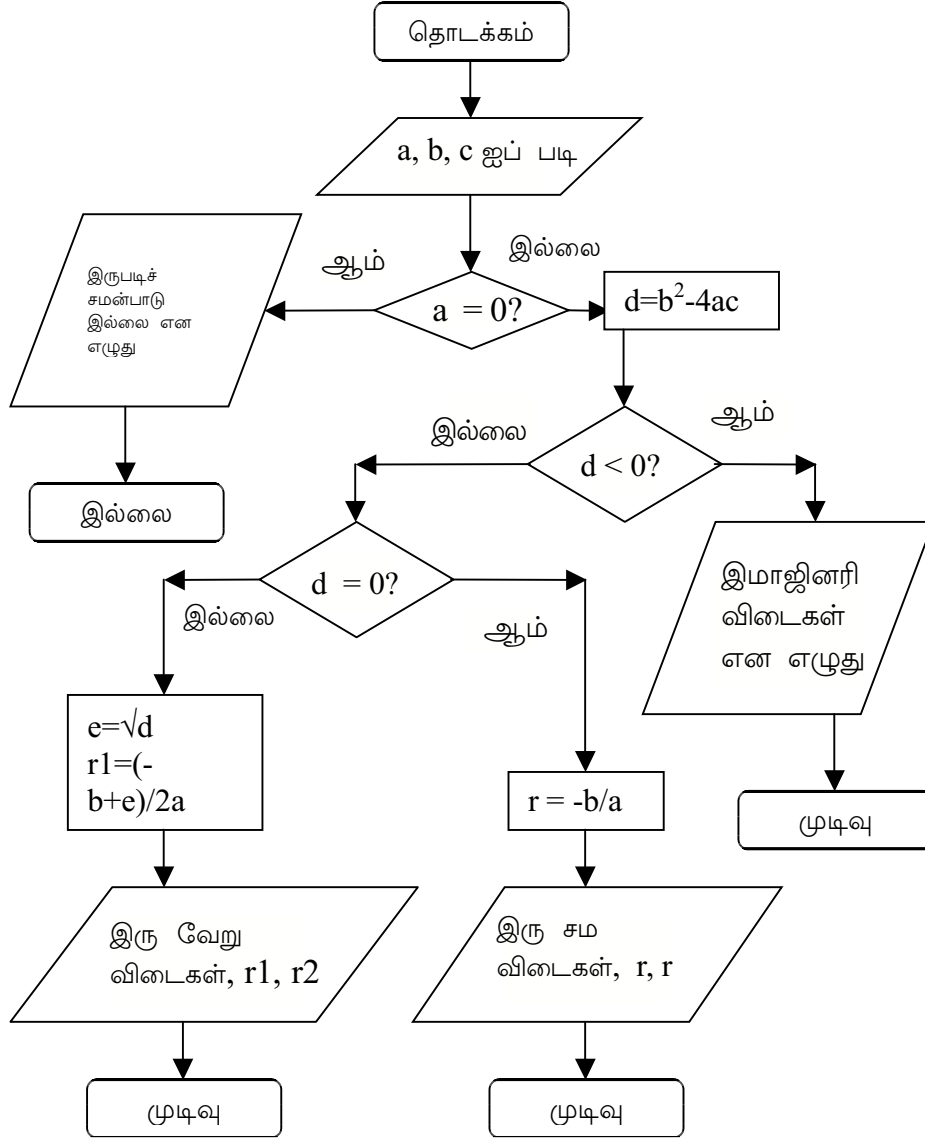 தொடக்கம்
a, b, c ஐப் படி
இல்லை
ஆம்
இருபடிச்
சமன்பாடு
இல்லை என
எழுது
a = 0?
d=b²-4ac
ஆம்
இல்லை
d < 0?
இல்லை
d = 0?
இமாஜினரி
விடைகள்
என எழுது
இல்லை
ஆம்
e=√d
r1=(-
b+e)/2a
r = -b/a
முடிவு
இரு வேறு
விடைகள், r1, r2
இரு சம
விடைகள், r, r
முடிவு
முடிவு